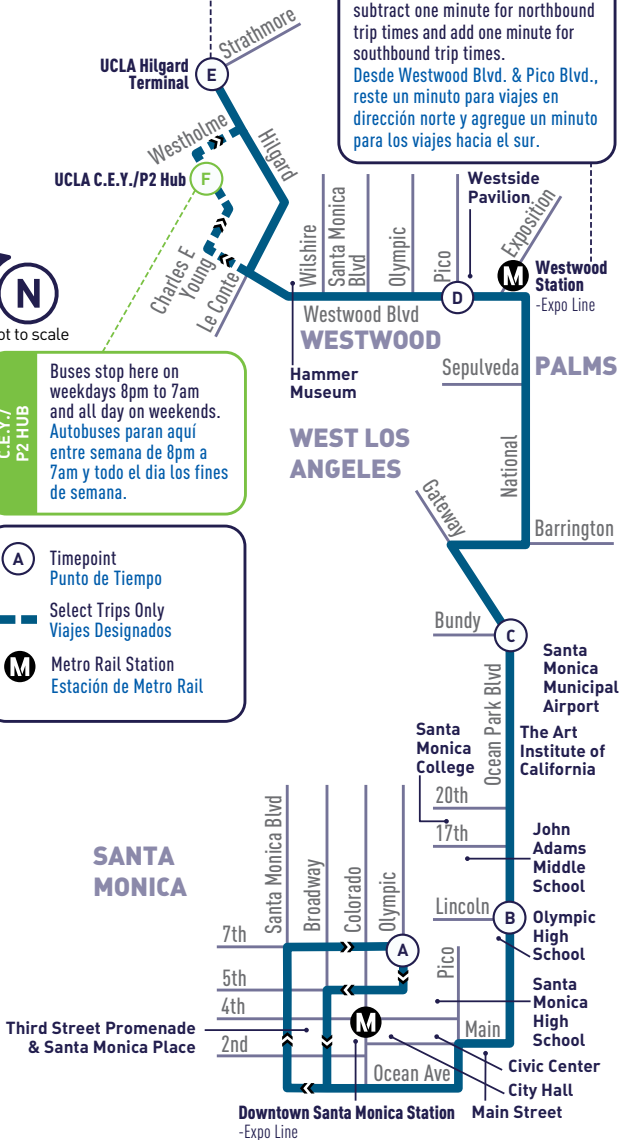 subtract one minute for northbound
trip times and add one minute for
southbound trip times.
Desde Westwood Blvd. & Pico Blvd.,
reste un minuto para viajes en
dirección norte y agregue un minuto
para los viajes hacia el sur.
Strathmore
UCLA Hilgard
Terminal
E
Westholme
Hilgard
UCLA C.E.Y./P2 Hub
F
Charles E
Young
Le Conte
Wilshire
Santa Monica
Blvd
Olympic
Pico
Westside
Pavilion
Exposition
M
Westwood
Station
-Expo Line
D
Westwood Blvd
WESTWOOD
Hammer
Museum
Sepulveda
PALMS
N
ot to scale
C.E.Y./
P2 HUB
Buses stop here on
weekdays 8pm to 7am
and all day on weekends.
Autobuses paran aquí
entre semana de 8pm a
7am y todo el dia los fines
de semana.
WEST LOS
ANGELES
National
Gateway
Barrington
A
Timepoint
Punto de Tiempo
Select Trips Only
Viajes Designados
M
Metro Rail Station
Estación de Metro Rail
Bundy
C
Santa
Monica
Municipal
Airport
Ocean Park Blvd
The Art
Institute of
California
Santa
Monica
College
20th
17th
John
Adams
Middle
School
SANTA
MONICA
Santa Monica Blvd
Broadway
Colorado
Olympic
Lincoln
B
Olympic
High
School
7th
A
Pico
5th
4th
Santa
Monica
High
School
Third Street Promenade
& Santa Monica Place
M
Main
2nd
Civic Center
Ocean Ave
City Hall
Downtown Santa Monica Station
-Expo Line
Main Street